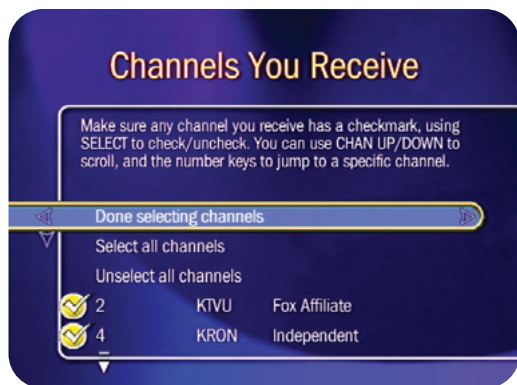 Channels You Receive
Make sure any channel you receive has a checkmark, using
SELECT to check/uncheck. You can use CHAN UP/DOWN to
scroll, and the number keys to jump to a specific channel.
Done selecting channels
Select all channels
Unselect all channels
2 KTVU Fox Affiliate
4 KRON Independent